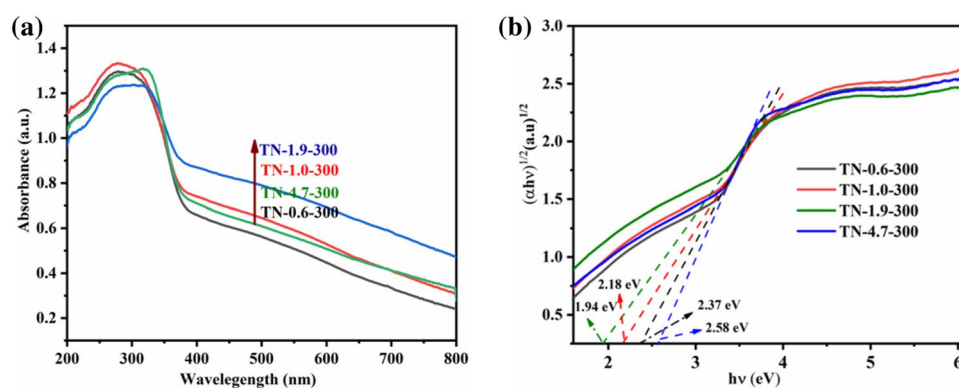 (a)
Absorbance (a.u.)
1.4
1.2
1.0
0.8
0.6
0.4
0.2
TN-1.9-300
TN-1.0-300
TN-4.7-300
TN-0.6-300
200 300 400 500 600 700 800
Wavelegength (nm)
(b)
(αhν)1/2(a.u)1/2
2.5
2.0
1.5
1.0
0.5
TN-0.6-300
TN-1.0-300
TN-1.9-300
TN-4.7-300
2.18 eV
1.94 eV
2.37 eV
2.58 eV
2 3 4 5 6
hν (eV)